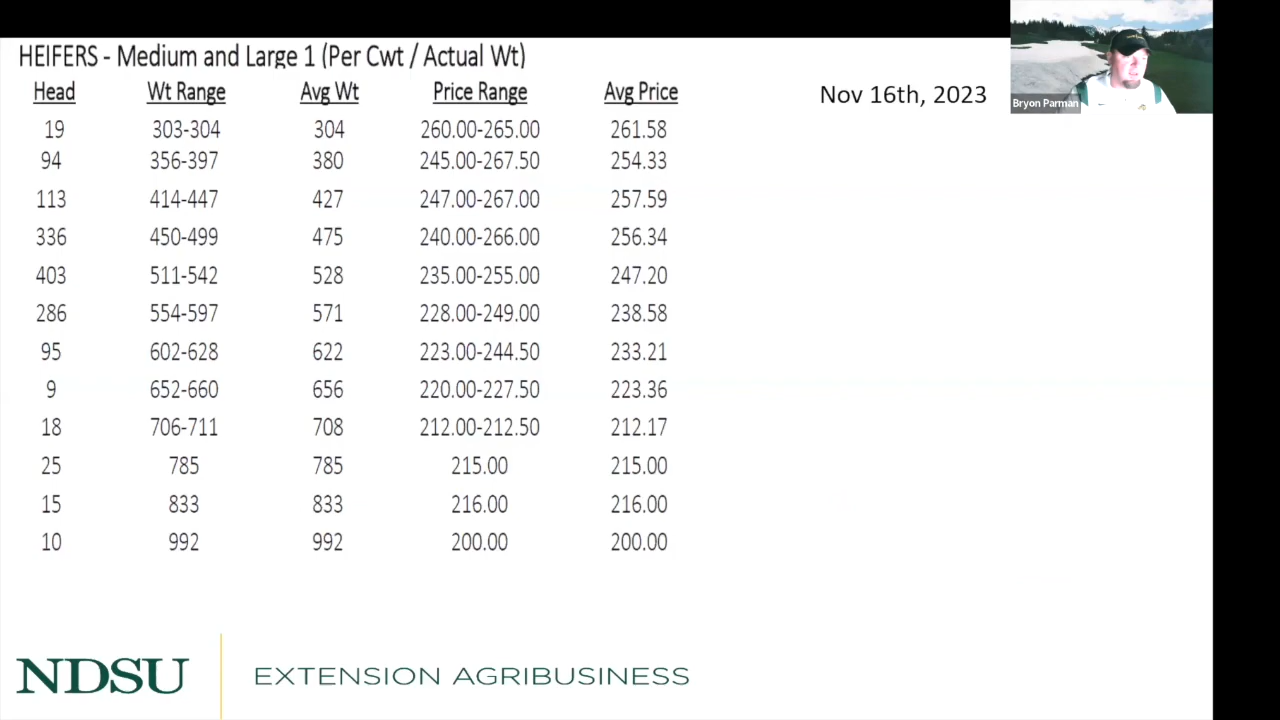 HEIFERS - Medium and Large 1 (Per Cwt / Actual Wt)
Head Wt Range Avg Wt Price Range Avg Price
Nov 16th, 2023
Bryon Parman
19 303-304 304 260.00-265.00 261.58
94 356-397 380 245.00-267.50 254.33
113 414-447 427 247.00-267.00 257.59
336 450-499 475 240.00-266.00 256.34
403 511-542 528 235.00-255.00 247.20
286 554-597 571 228.00-249.00 238.58
95 602-628 622 223.00-244.50 233.21
9 652-660 656 220.00-227.50 223.36
18 706-711 708 212.00-212.50 212.17
25 785 785 215.00 215.00
15 833 833 216.00 216.00
10 992 992 200.00 200.00
NDSU EXTENSION AGRIBUSINESS